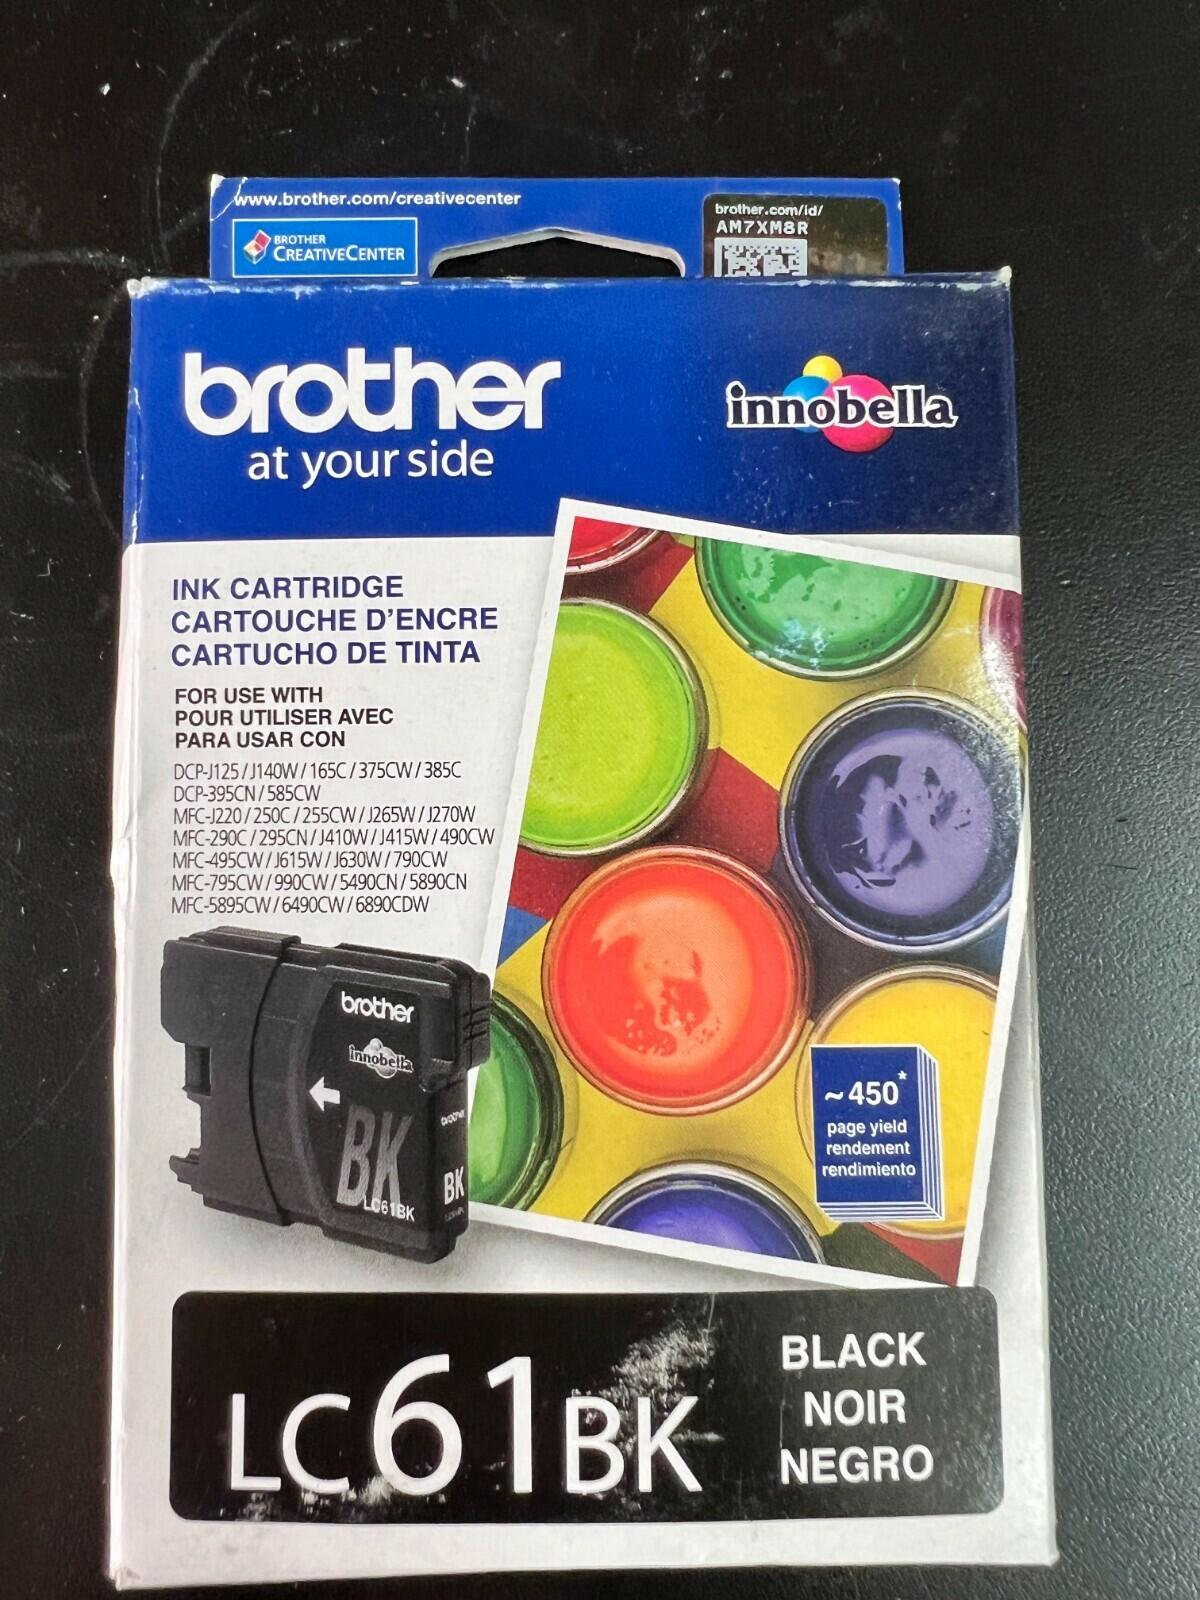 www.brother.com/creativecenter
BROTHER
CREATIVECENTER
brother.com/id/
AM7XM8R
brother
at your side
innobella
INK CARTRIDGE
CARTOUCHE D'ENCRE
CARTUCHO DE TINTA
FOR USE WITH
POUR UTILISER AVEC
PARA USAR CON
DCP-J125 / J140W / 165C / 375CW / 385C
DCP-395CN / 585CW
MFC-J220 / 250C / 255CW / J265W / J270W
MFC-290C / 295CN / J410W / J415W / 490CW
MFC-495CW / J615W / J630W / 790CW
MFC-795CW / 990CW / 5490CN / 5890CN
MFC-5895CW / 6490CW / 6890CDW
brother
innobella
BK
LC61BK
brother
BK
~450*
page yield
rendement
rendimiento
LC61BK
BLACK
NOIR
NEGRO